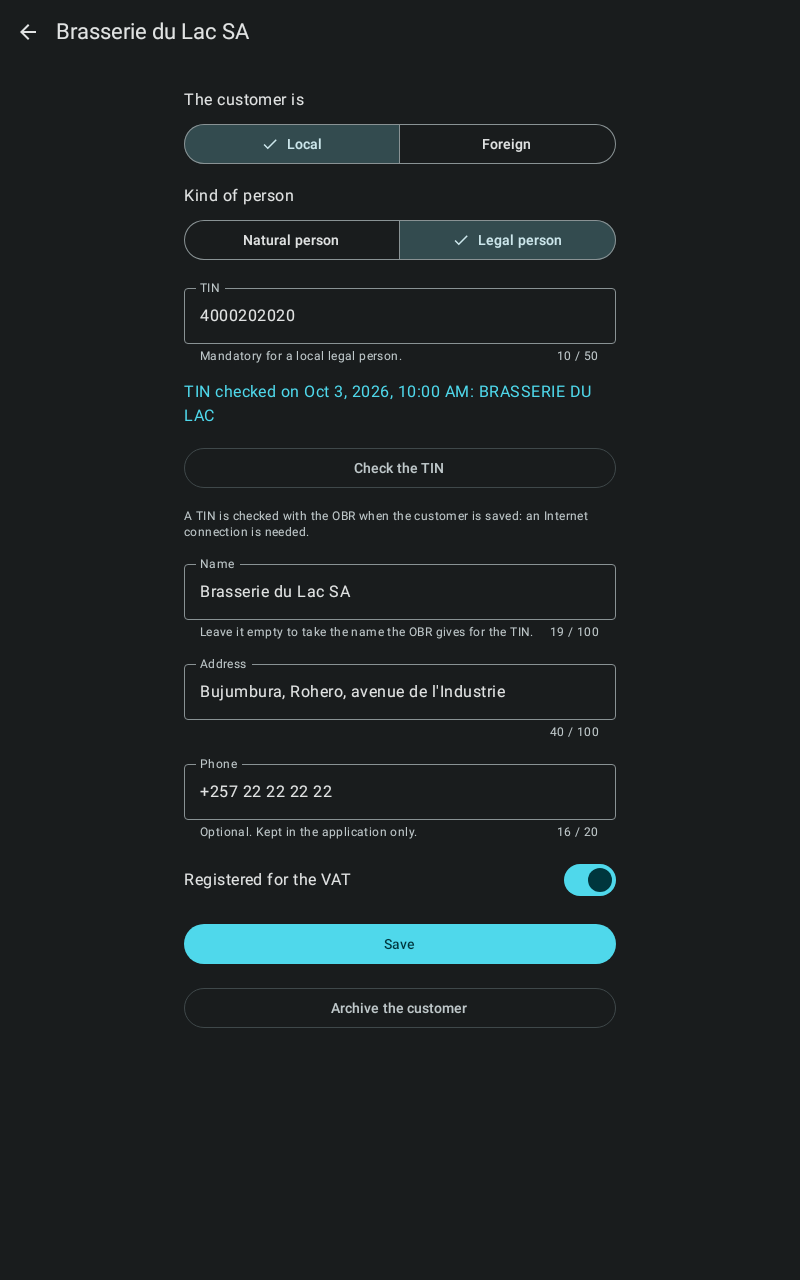 Brasserie du Lac SA
The customer is
Local
Foreign
Kind of person
Natural person
Legal person
TIN
4000202020
Mandatory for a local legal person.
10 / 50
TIN checked on Oct 3, 2026, 10:00 AM: BRASSERIE DU
LAC
Check the TIN
A TIN is checked with the OBR when the customer is saved: an Internet
connection is needed.
Name
Brasserie du Lac SA
Leave it empty to take the name the OBR gives for the TIN.
19 / 100
Address
Bujumbura, Rohero, avenue de l'Industrie
40 / 100
Phone
+257 22 22 22 22
Optional. Kept in the application only.
16 / 20
Registered for the VAT
Save
Archive the customer